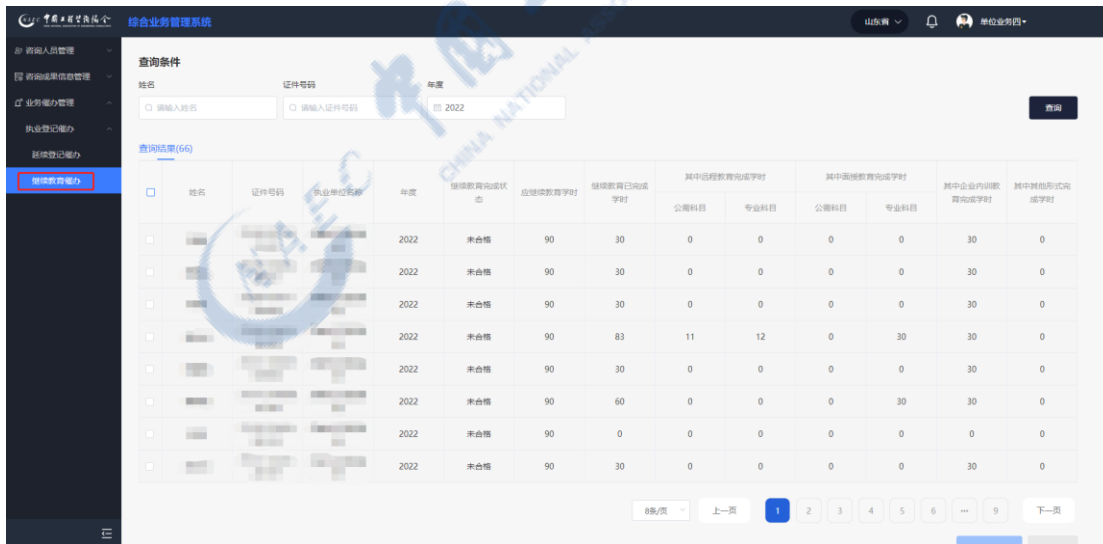 CNAEC 中国工程咨询协会 综合业务管理系统 山东省 单位业务四
咨询人员管理
咨询成果信息管理
业务催办管理
执业登记催办
延续登记催办
继续教育催办
查询条件
姓名 证件号码 年度
请输入姓名 请输入证件号码 2022 查询
查询结果(66)
姓名 证件号码 执业单位名称 年度 继续教育完成状态 应继续教育学时 继续教育已完成学时 其中远程教育完成学时 其中面授教育完成学时 其中企业内训教育完成学时 其中其他形式完成学时
公需科目 专业科目 公需科目 专业科目
2022 未合格 90 30 0 0 0 0 30 0
2022 未合格 90 30 0 0 0 0 30 0
2022 未合格 90 30 0 0 0 0 30 0
2022 未合格 90 83 11 12 0 30 30 0
2022 未合格 90 30 0 0 0 0 30 0
2022 未合格 90 60 0 0 0 30 30 0
2022 未合格 90 0 0 0 0 0 0 0
2022 未合格 90 30 0 0 0 0 30 0
8条/页 上一页 1 2 3 4 5 6 ··· 9 下一页
CNAEC
中国
CHINA NATIONAL ASSOC